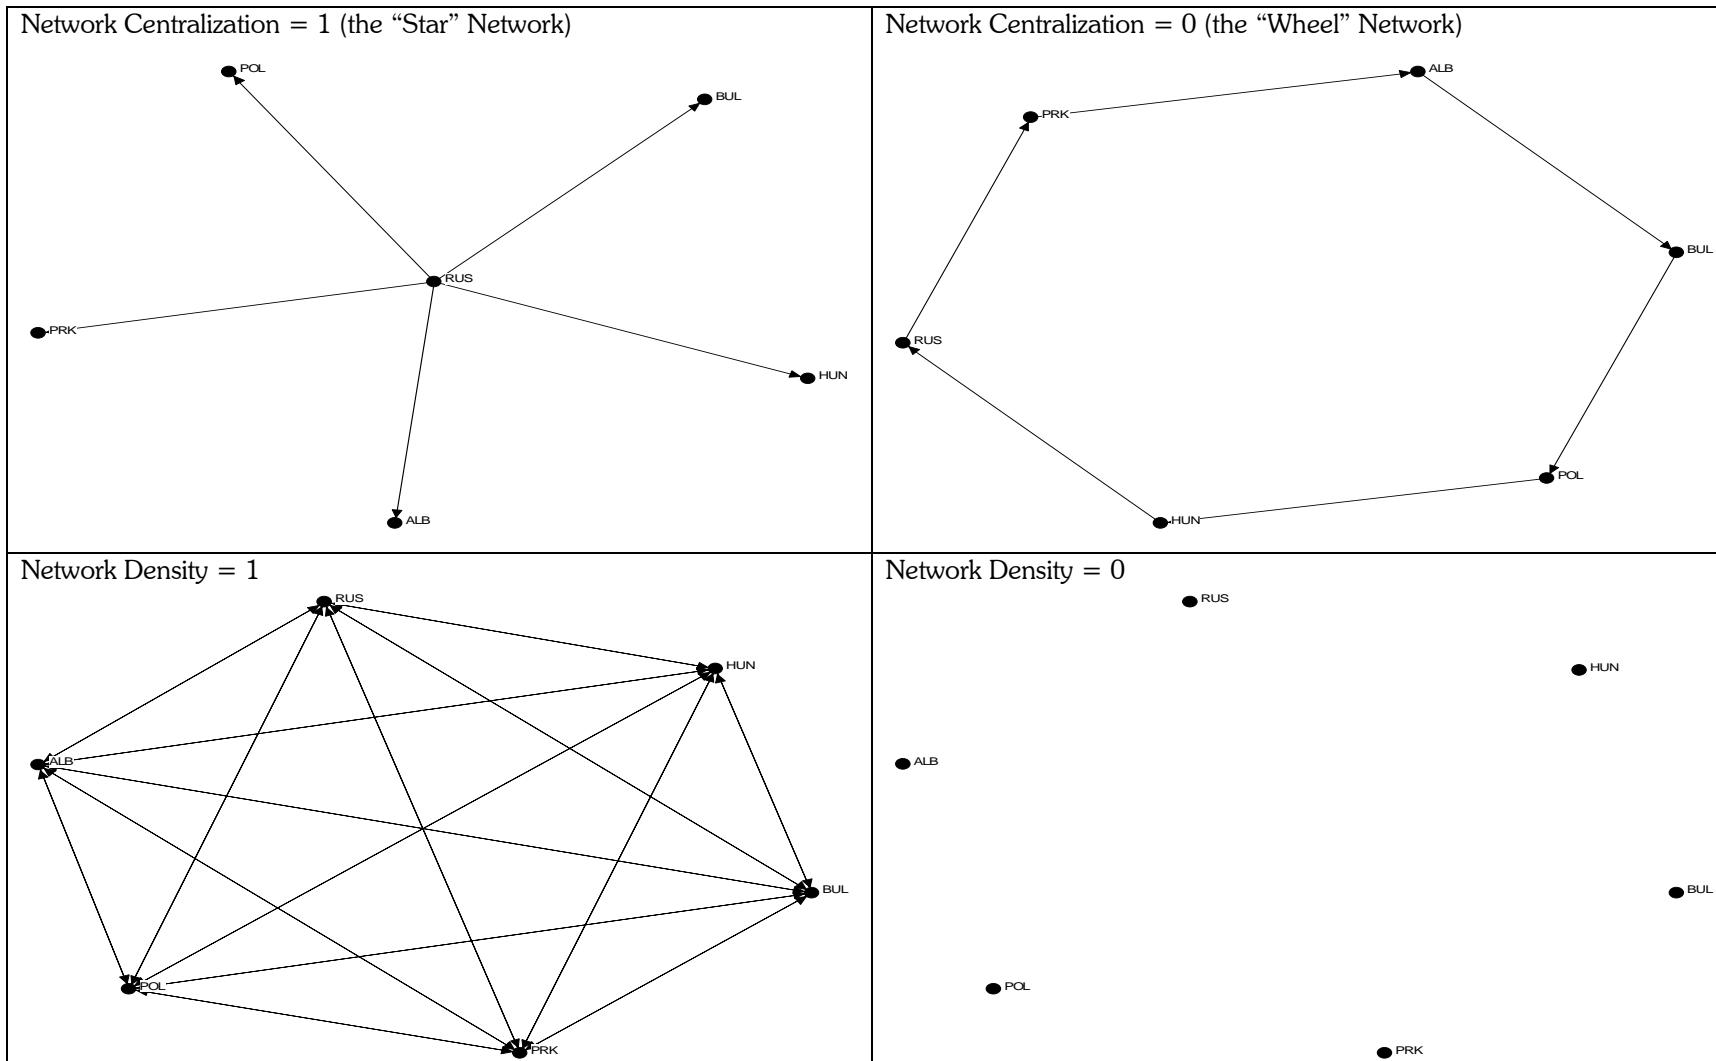 Network Centralization = 1 (the “Star” Network)
POL
BUL
RUS
PRK
HUN
ALB
Network Centralization = 0 (the “Wheel” Network)
ALB
PRK
BUL
RUS
POL
HUN
Network Density = 1
RUS
HUN
ALB
BUL
POL
PRK
Network Density = 0
RUS
HUN
ALB
BUL
POL
PRK